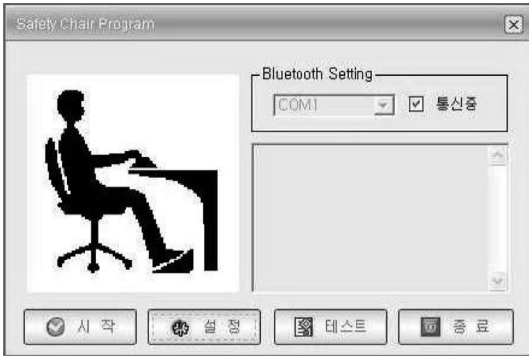 Safety Chair Program
Bluetooth Setting
COM1
통신중
시 작
설 정
테스트
종 료